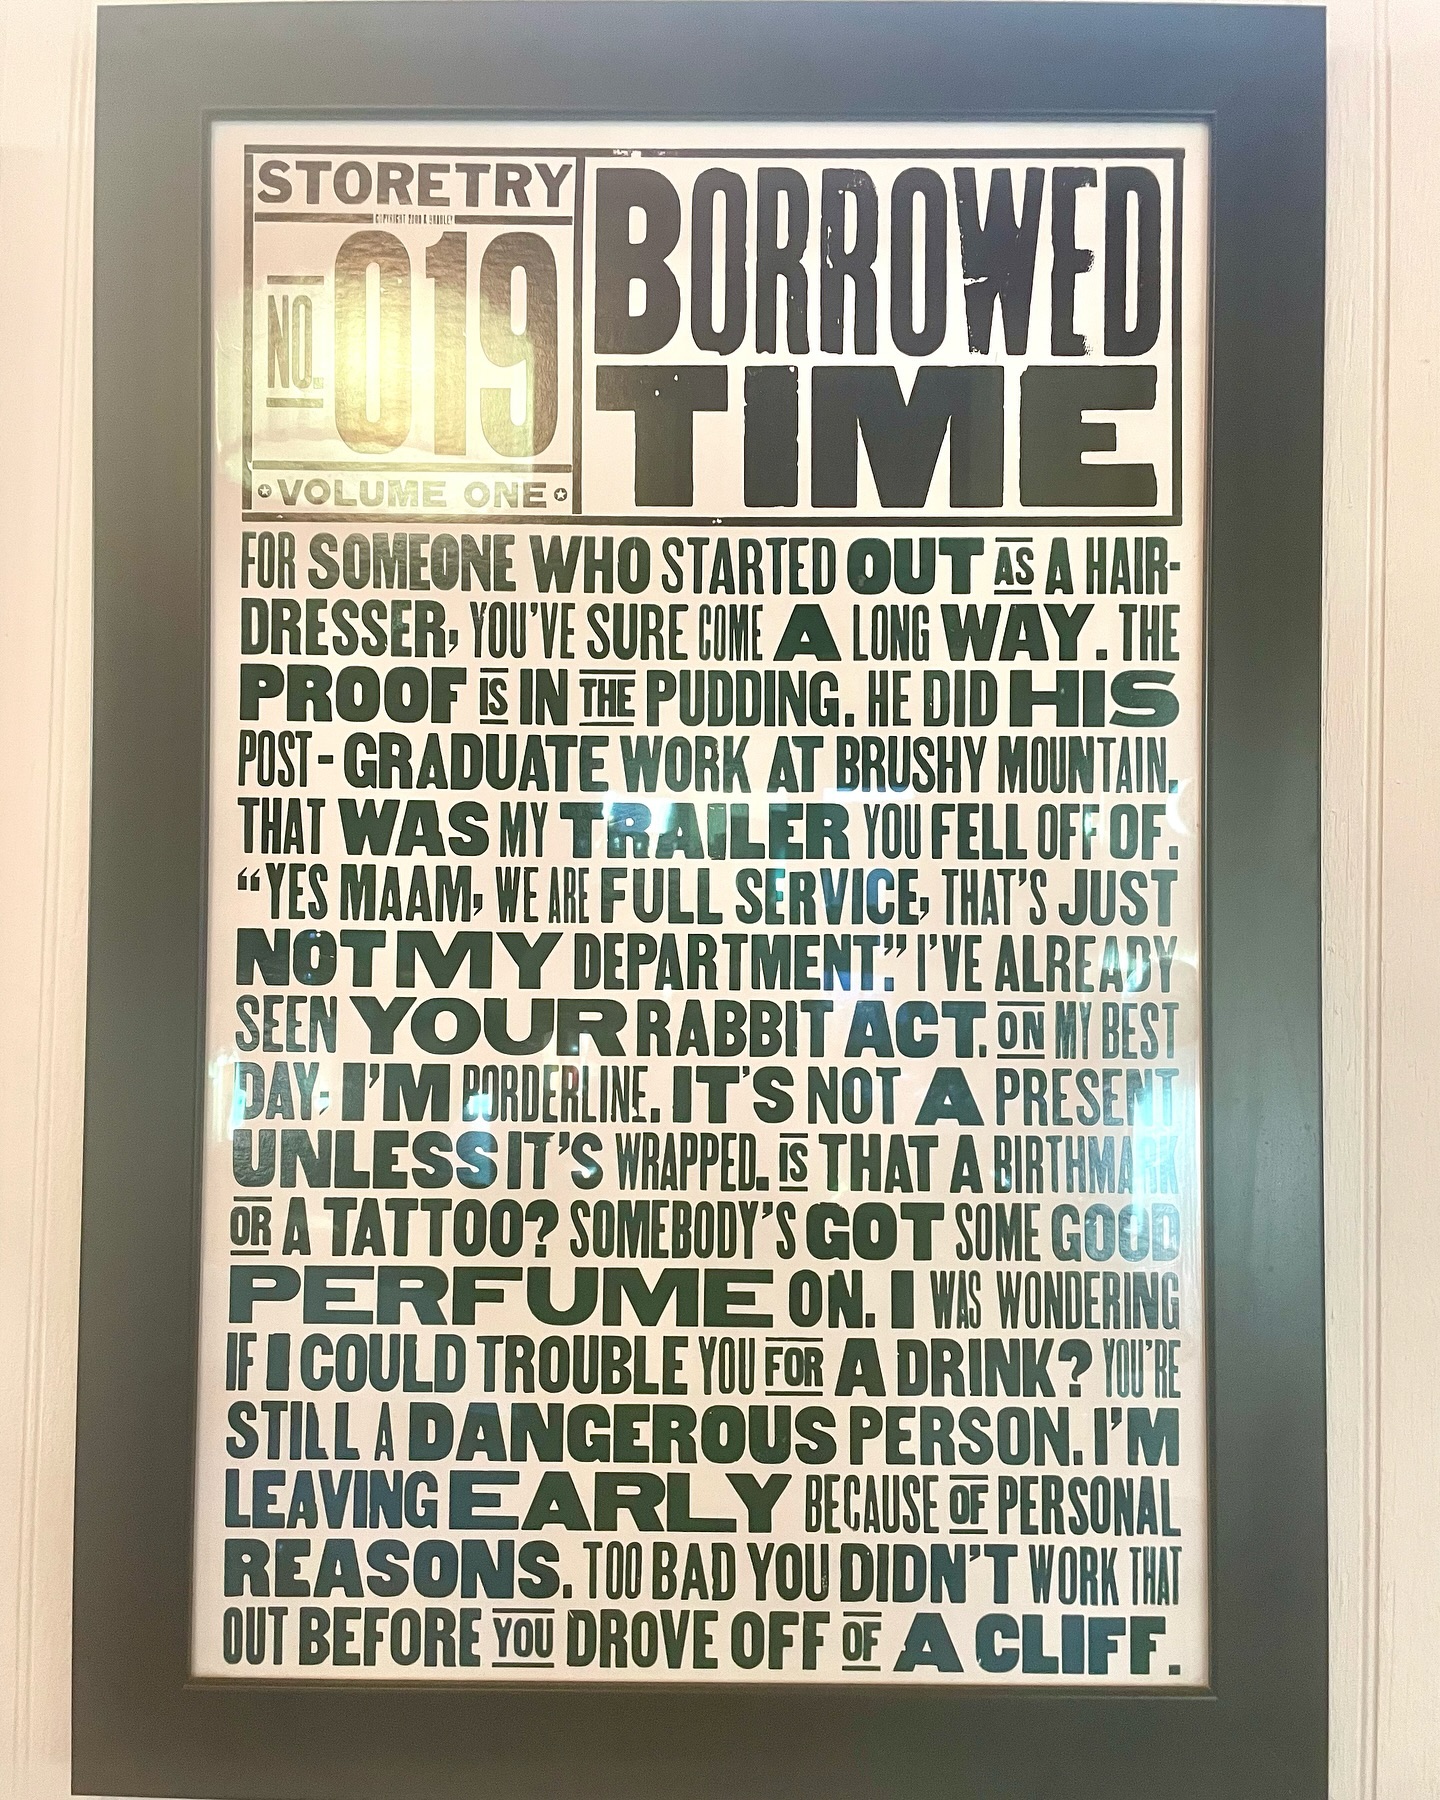 STORETRY
COPYRIGHT 2008 K BRADLEY
NO. 019
VOLUME ONE
BORROWED
TIME
FOR SOMEONE WHO STARTED OUT AS A HAIR-
DRESSER, YOU'VE SURE COME A LONG WAY. THE
PROOF IS IN THE PUDDING. HE DID HIS
POST-GRADUATE WORK AT BRUSHY MOUNTAIN.
THAT WAS MY TRAILER YOU FELL OFF OF.
“YES MAAM, WE ARE FULL SERVICE, THAT'S JUST
NOT MY DEPARTMENT.” I'VE ALREADY
SEEN YOUR RABBIT ACT. ON MY BEST
DAY, I'M BORDERLINE. IT'S NOT A PRESENT
UNLESS IT'S WRAPPED. IS THAT A BIRTHMARK
OR A TATTOO? SOMEBODY'S GOT SOME GOOD
PERFUME ON. I WAS WONDERING
IF I COULD TROUBLE YOU FOR A DRINK? YOU'RE
STILL A DANGEROUS PERSON. I'M
LEAVING EARLY BECAUSE OF PERSONAL
REASONS. TOO BAD YOU DIDN'T WORK THAT
OUT BEFORE YOU DROVE OFF OF A CLIFF.